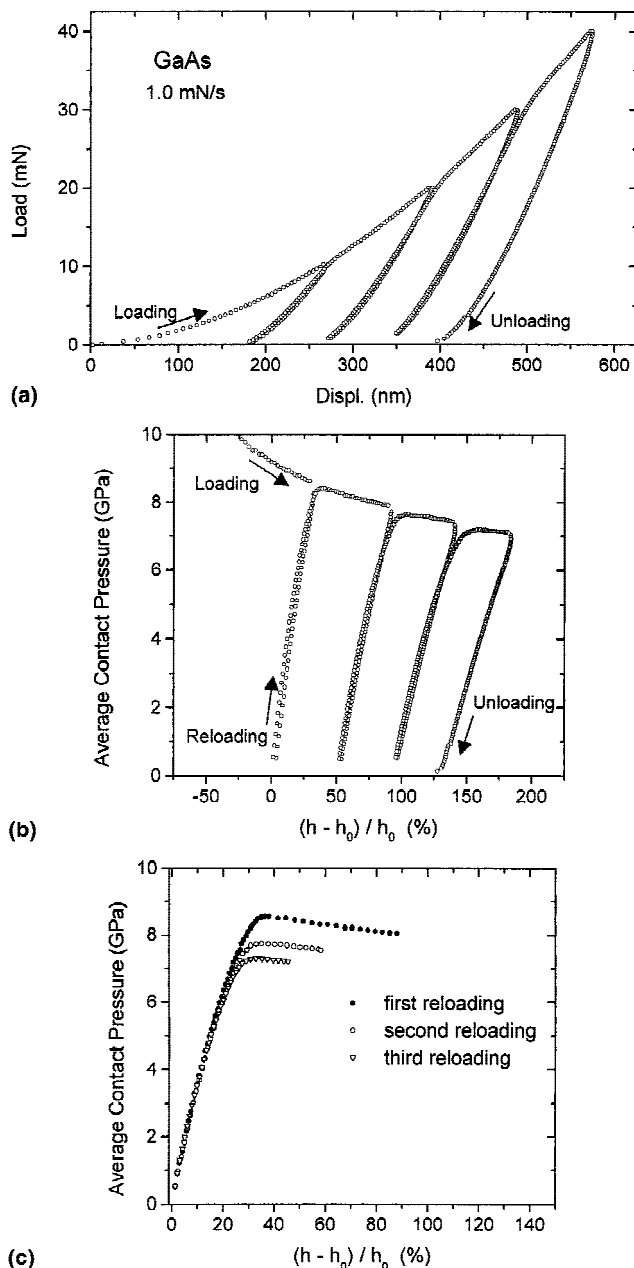 GaAs
1.0 mN/s
Load (mN)
40
30
20
10
0
Loading
Unloading
0 100 200 300 400 500 600
Displ. (nm)
(a)
Average Contact Pressure (GPa)
10
8
6
4
2
0
Loading
Reloading
Unloading
-50 0 50 100 150 200
(h - h₀) / h₀ (%)
(b)
Average Contact Pressure (GPa)
10
8
6
4
2
0
first reloading
second reloading
third reloading
0 20 40 60 80 100 120 140
(h - h₀) / h₀ (%)
(c)